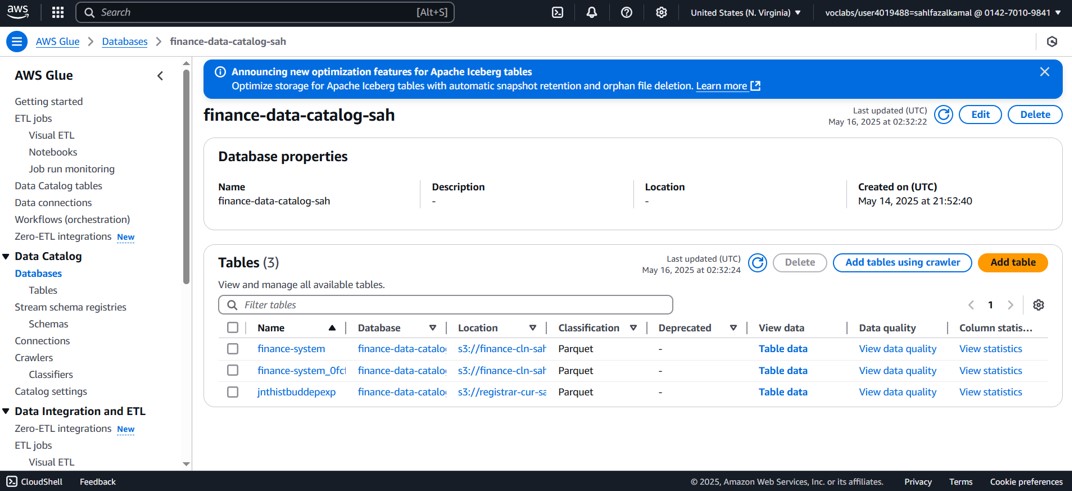 aws
Search [Alt+S] United States (N. Virginia) voclabs/user4019488=sahlfazalkamal @ 0142-7010-9841
AWS Glue Databases finance-data-catalog-sah
AWS Glue
Getting started
ETL jobs
Visual ETL
Notebooks
Job run monitoring
Data Catalog tables
Data connections
Workflows (orchestration)
Zero-ETL integrations New
Data Catalog
Databases
Tables
Stream schema registries
Schemas
Connections
Crawlers
Classifiers
Catalog settings
Data Integration and ETL
Zero-ETL integrations New
ETL jobs
Visual ETL
Announcing new optimization features for Apache Iceberg tables
Optimize storage for Apache Iceberg tables with automatic snapshot retention and orphan file deletion. Learn more
finance-data-catalog-sah
Last updated (UTC)
May 16, 2025 at 02:32:22
Edit Delete
Database properties
Name Description Location Created on (UTC)
finance-data-catalog-sah - - May 14, 2025 at 21:52:40
Tables (3)
Last updated (UTC)
May 16, 2025 at 02:32:24
Delete Add tables using crawler Add table
View and manage all available tables.
Filter tables 1
Name Database Location Classification Deprecated View data Data quality Column statis...
finance-system finance-data-catalo s3://finance-cln-sah Parquet - Table data View data quality View statistics
finance-system_0fc finance-data-catalo s3://finance-cln-sah Parquet - Table data View data quality View statistics
jnthistbuddepexp finance-data-catalo s3://registrar-cur-sa Parquet - Table data View data quality View statistics
CloudShell Feedback © 2025, Amazon Web Services, Inc. or its affiliates. Privacy Terms Cookie preferences